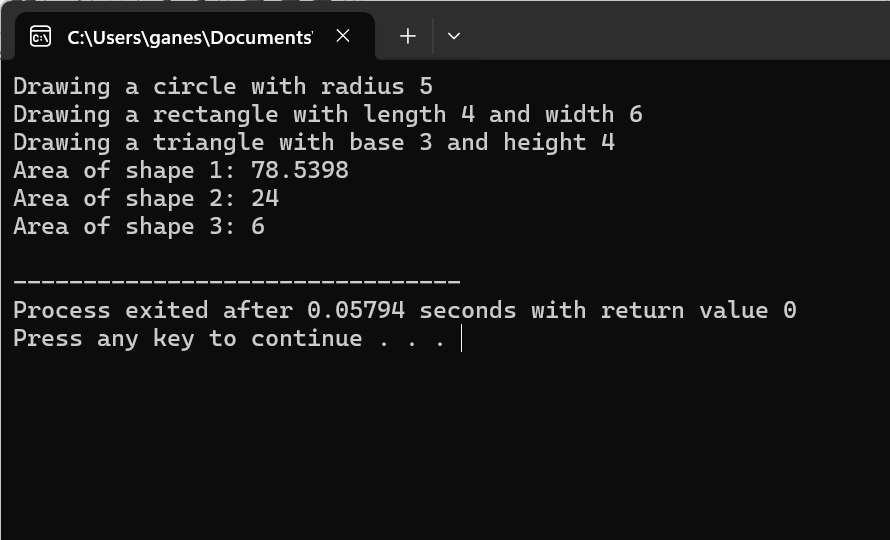 C:\Users\ganes\Documents'
Drawing a circle with radius 5
Drawing a rectangle with length 4 and width 6
Drawing a triangle with base 3 and height 4
Area of shape 1: 78.5398
Area of shape 2: 24
Area of shape 3: 6
--------------------------------
Process exited after 0.05794 seconds with return value 0
Press any key to continue . . .